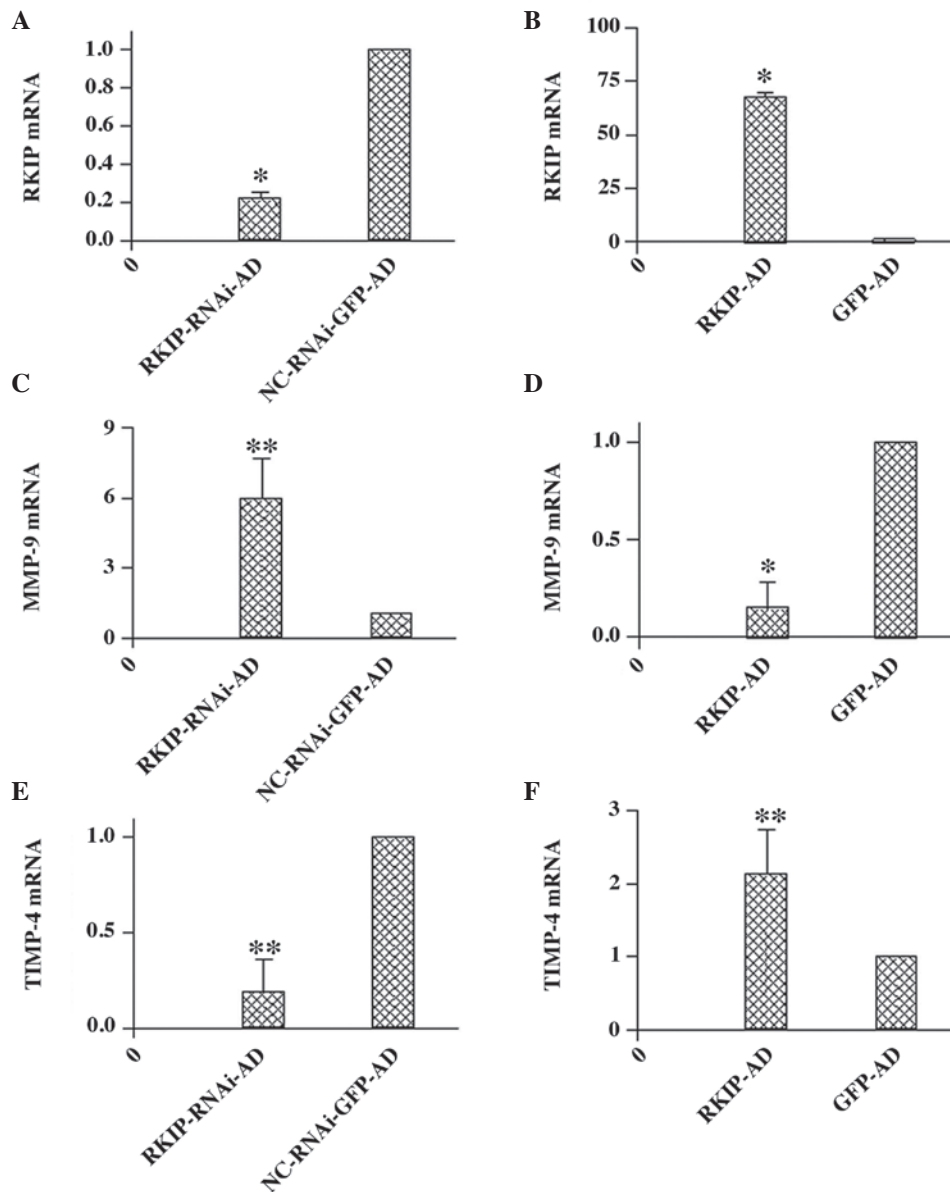 A
RKIP mRNA
1.0
0.8
0.6
0.4
0.2
0.0
*
0
RKIP-RNAi-AD
NC-RNAi-GFP-AD
B
RKIP mRNA
100
75
50
25
0
*
0
RKIP-AD
GFP-AD
C
MMP-9 mRNA
9
6
3
0
**
0
RKIP-RNAi-AD
NC-RNAi-GFP-AD
D
MMP-9 mRNA
1.0
0.5
0.0
*
0
RKIP-AD
GFP-AD
E
TIMP-4 mRNA
1.0
0.5
0.0
**
0
RKIP-RNAi-AD
NC-RNAi-GFP-AD
F
TIMP-4 mRNA
3
2
1
0
**
0
RKIP-AD
GFP-AD